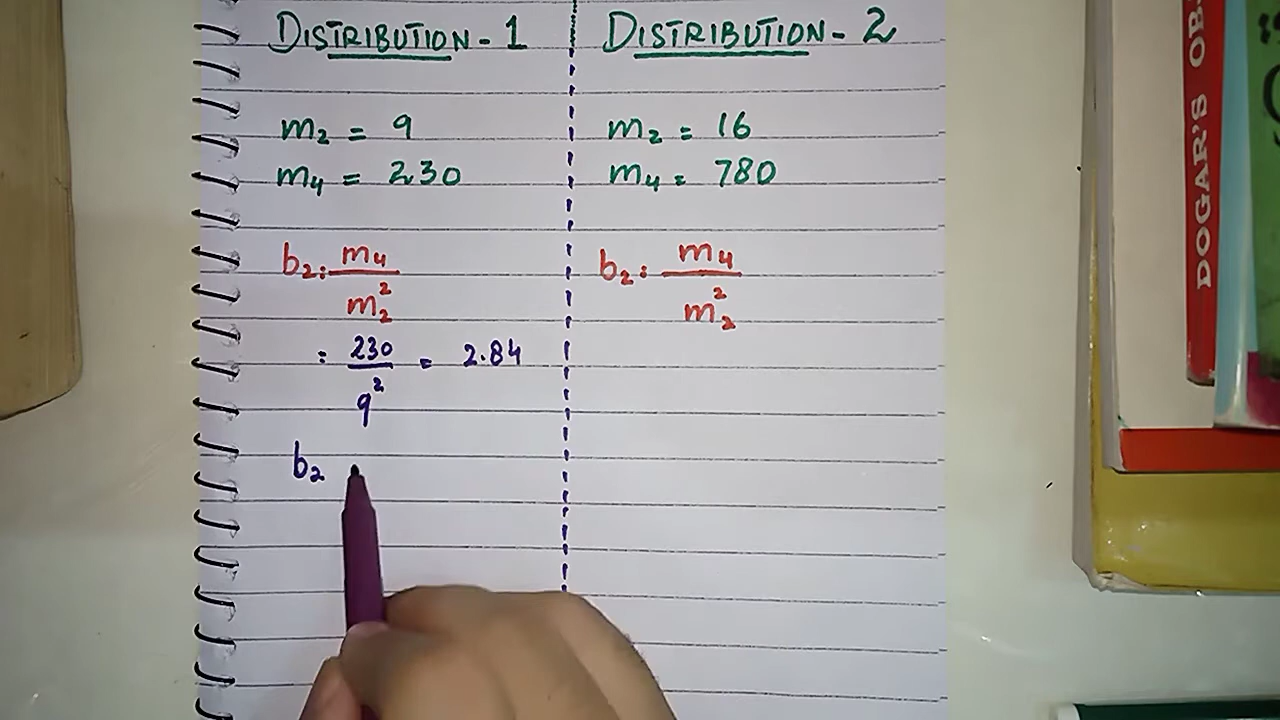 DISTRIBUTION - 1
m₂ = 9
m₄ = 230
b₂ = m₄ / m₂²
= 230 / 9² = 2.84
b₂
DISTRIBUTION - 2
m₂ = 16
m₄ = 780
b₂ = m₄ / m₂²
DOGAR'S